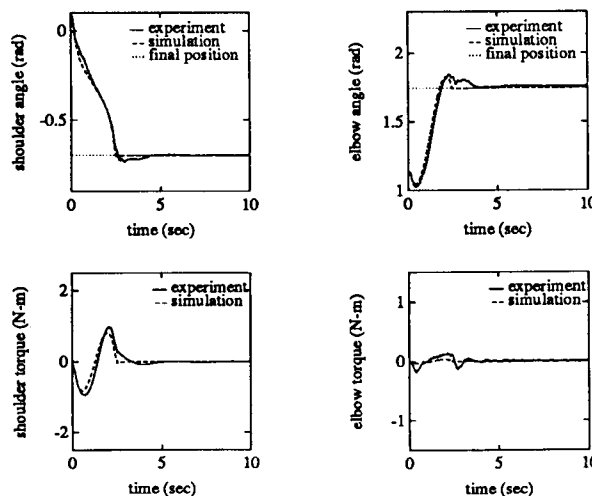 shoulder angle (rad)
0
-0.5
experiment
simulation
final position
0
5
10
time (sec)
elbow angle (rad)
2
1.5
1
experiment
simulation
final position
0
5
10
time (sec)
shoulder torque (N-m)
2
0
-2
experiment
simulation
0
5
10
time (sec)
elbow torque (N-m)
1
0
-1
experiment
simulation
0
5
10
time (sec)